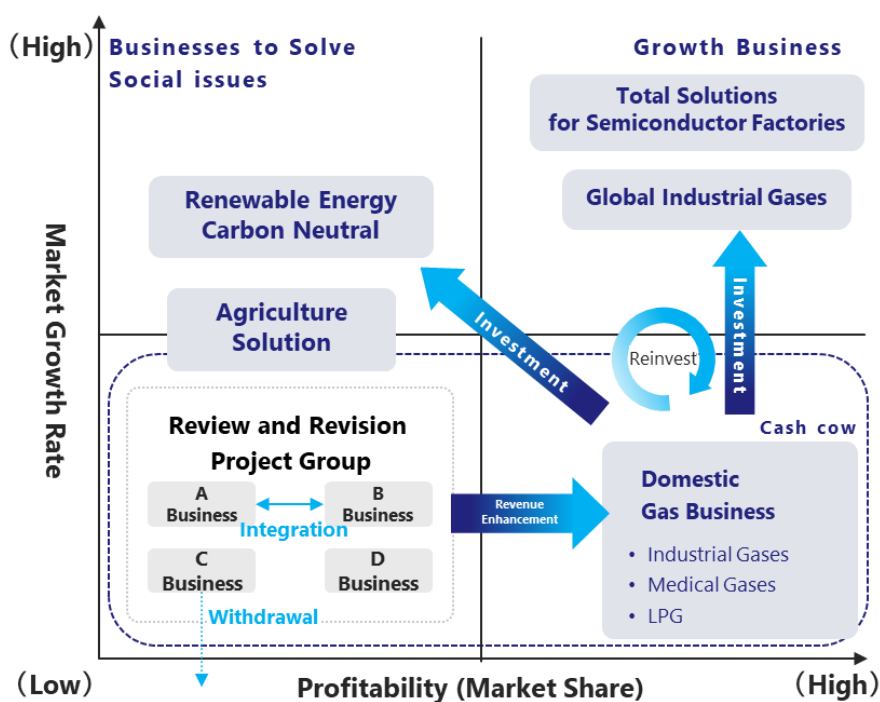 （High)
Businesses to Solve
Social issues
Growth Business
Total Solutions
for Semiconductor Factories
Renewable Energy
Carbon Neutral
Global Industrial Gases
Market Growth Rate
Agriculture
Solution
Investment
Reinvest
Investment
Review and Revision
Project Group
A
Business
B
Business
Integration
C
Business
D
Business
Withdrawal
Revenue
Enhancement
Cash cow
Domestic
Gas Business
• Industrial Gases
• Medical Gases
• LPG
（Low)
Profitability (Market Share)
（High)